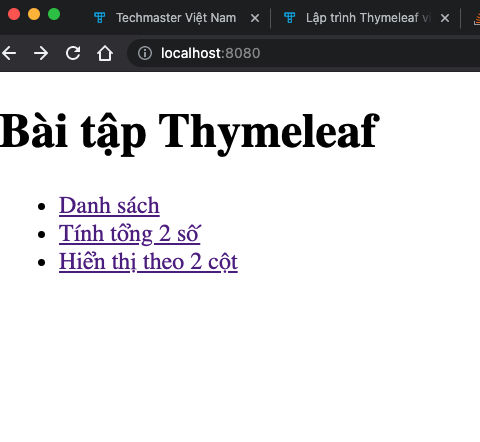 Techmaster Việt Nam
Lập trình Thymeleaf
localhost:8080
Bài tập Thymeleaf
Danh sách
Tính tổng 2 số
Hiển thị theo 2 cột